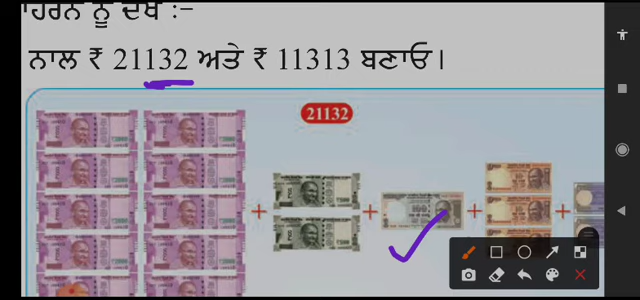 ਨੂੰ ਦੇਖੋ :-
ਨਾਲ ₹ 21132 ਅਤੇ ₹ 11313 ਬਣਾਓ।
21132